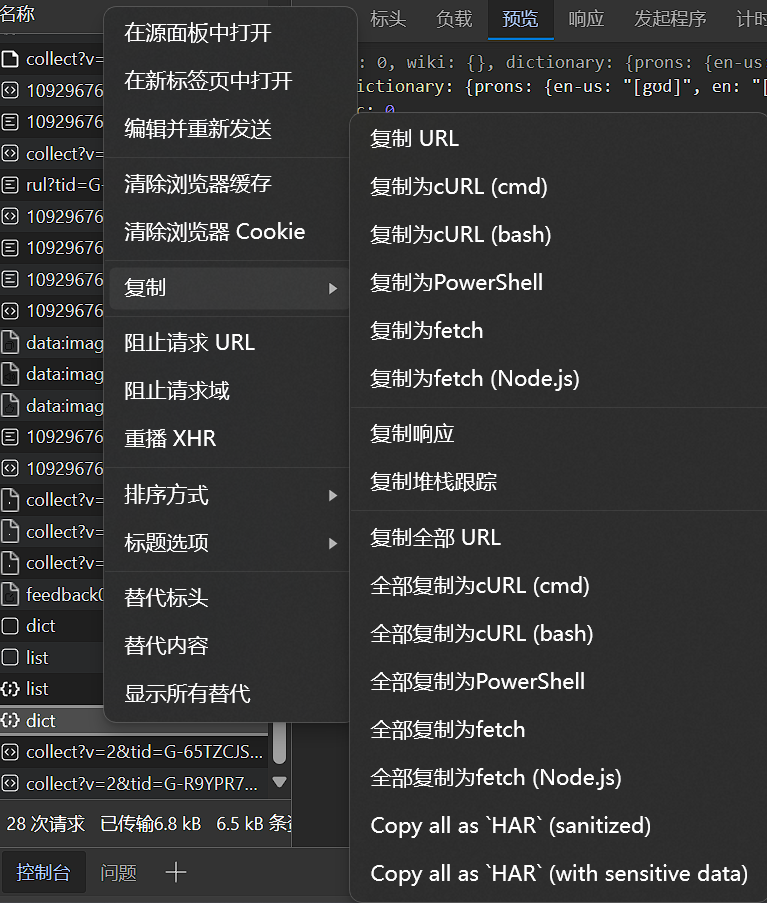 名称
collect?v=
10929676
10929676
collect?v=
rul?tid=G-
10929676
10929676
10929676
10929676
data:imag
data:imag
data:imag
10929676
10929676
collect?v=
collect?v=
collect?v=
feedback
dict
list
list
dict
collect?v=2&tid=G-65TZCJS...
collect?v=2&tid=G-R9YPR7...
28 次请求 已传输6.8 kB 6.5 kB 条
控制台 问题
在源面板中打开
在新标签页中打开
编辑并重新发送
清除浏览器缓存
清除浏览器 Cookie
复制
阻止请求 URL
阻止请求域
重播 XHR
排序方式
标题选项
替代标头
替代内容
显示所有替代
标头 负载 预览 响应 发起程序 计时
: 0, wiki: {}, dictionary: {prons: {en-us
ictionary: {prons: {en-us: "[ɡʊd]", en: "[
: 0
复制 URL
复制为cURL (cmd)
复制为cURL (bash)
复制为PowerShell
复制为fetch
复制为fetch (Node.js)
复制响应
复制堆栈跟踪
复制全部 URL
全部复制为cURL (cmd)
全部复制为cURL (bash)
全部复制为PowerShell
全部复制为fetch
全部复制为fetch (Node.js)
Copy all as `HAR` (sanitized)
Copy all as `HAR` (with sensitive data)